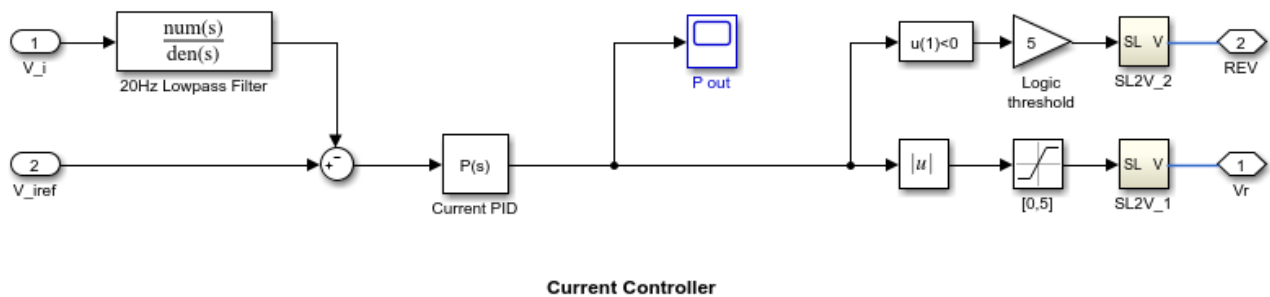 1
V_i
num(s)
den(s)
20Hz Lowpass Filter
P out
u(1)<0
5
Logic
threshold
SL V
SL2V_2
2
REV
2
V_iref
+
-
P(s)
Current PID
|u|
[0,5]
SL V
SL2V_1
1
Vr
Current Controller